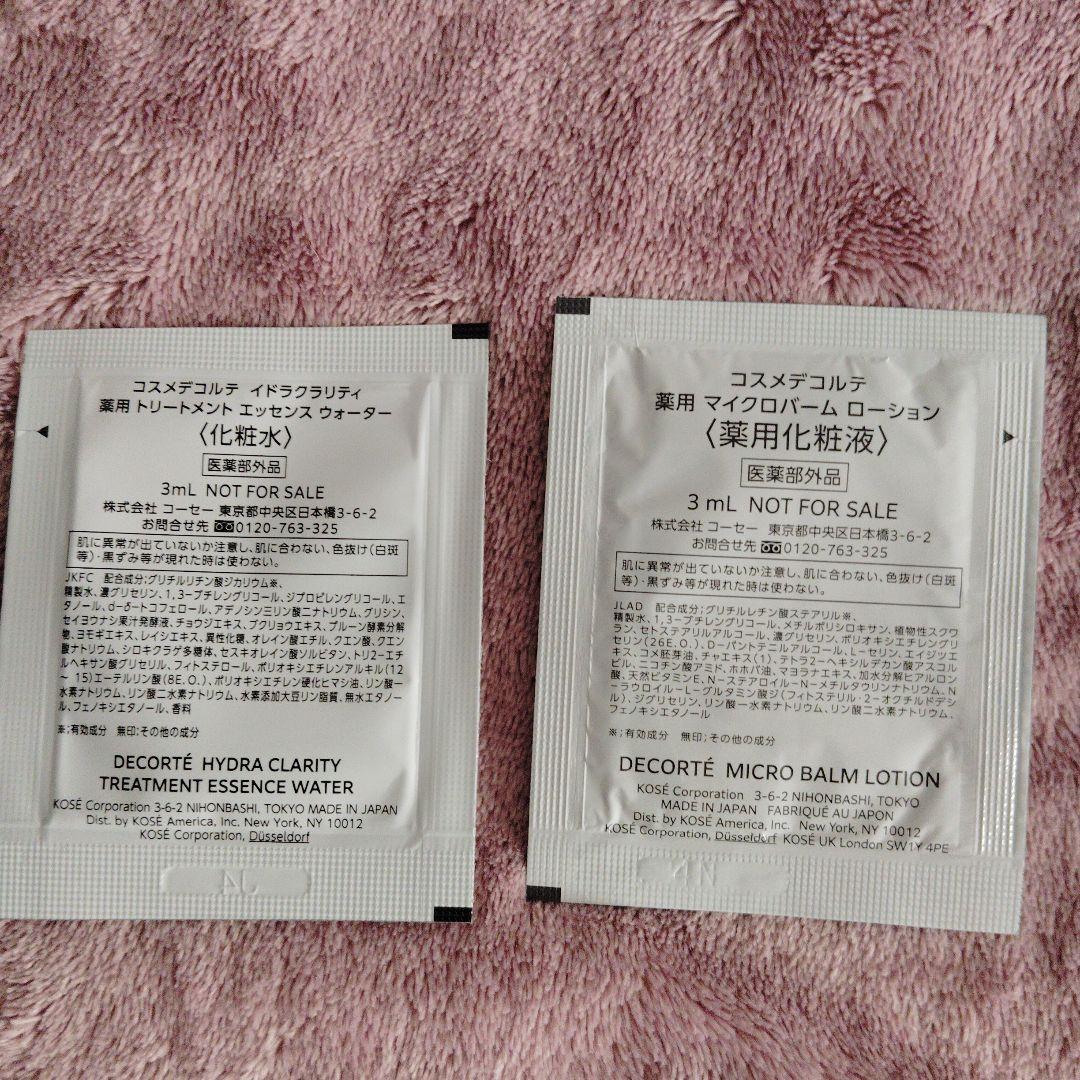 コスメデコルテ イドラクラリティ
薬用 トリートメント エッセンス ウォーター
〈化粧水〉
医薬部外品
3mL NOT FOR SALE
株式会社 コーセー 東京都中央区日本橋3-6-2
お問合せ先 0120-763-325
肌に異常が出ていないか注意し、肌に合わない、色抜け(白斑
等)・黒ずみ等が現れた時は使わない。
JKFC 配合成分;グリチルリチン酸ジカリウム※、
精製水、濃グリセリン、1,3-ブチレングリコール、ジプロピレングリコール、エ
タノール、d-δ-トコフェロール、アデノシン三リン酸二ナトリウム、グリシン、
セイヨウナシ果汁発酵液、チョウジエキス、ブクリョウエキス、プルーン酵素分解
物、ヨモギエキス、レイシエキス、異性化糖、オレイン酸エチル、クエン酸、クエン
酸ナトリウム、シロキクラゲ多糖体、セスキオレイン酸ソルビタン、トリ2-エチ
ルヘキサン酸グリセリル、フィトステロール、ポリオキシエチレンアルキル(12
~15)エーテルリン酸(8E.O.)、ポリオキシエチレン硬化ヒマシ油、リン酸一
水素ナトリウム、リン酸二水素ナトリウム、水素添加大豆リン脂質、無水エタノー
ル、フェノキシエタノール、香料
※;有効成分 無印;その他の成分
DECORTÉ HYDRA CLARITY
TREATMENT ESSENCE WATER
KOSÉ Corporation 3-6-2 NIHONBASHI, TOKYO MADE IN JAPAN
Dist. by KOSÉ America, Inc. New York, NY 10012
KOSÉ Corporation, Düsseldorf
コスメデコルテ
薬用 マイクロバーム ローション
〈薬用化粧液〉
医薬部外品
3 mL NOT FOR SALE
株式会社 コーセー 東京都中央区日本橋3-6-2
お問合せ先 0120-763-325
肌に異常が出ていないか注意し、肌に合わない、色抜け(白斑
等)・黒ずみ等が現れた時は使わない。
JLAD 配合成分;グリチルレチン酸ステアリル※、
精製水、1,3-ブチレングリコール、メチルポリシロキサン、植物性スクワ
ラン、セトステアリルアルコール、濃グリセリン、ポリオキシエチレングリ
セリン(26E.O.)、D-パントテニルアルコール、L-セリン、エイジツエ
キス、コメ胚芽油、チャエキス(1)、テトラ2-ヘキシルデカン酸アスコル
ビル、ニコチン酸アミド、ホホバ油、マヨラナエキス、加水分解ヒアルロン
酸、天然ビタミンE、N-ステアロイル-N-メチルタウリンナトリウム、N
-ラウロイル-L-グルタミン酸ジ(フィトステリル・2-オクチルドデシ
ル)、ジグリセリン、リン酸一水素ナトリウム、リン酸二水素ナトリウム、
フェノキシエタノール
※;有効成分 無印;その他の成分
DECORTÉ MICRO BALM LOTION
KOSÉ Corporation 3-6-2 NIHONBASHI, TOKYO
MADE IN JAPAN FABRIQUÉ AU JAPON
Dist. by KOSÉ America, Inc. New York, NY 10012
KOSÉ Corporation, Düsseldorf KOSÉ UK London SW1Y 4PE